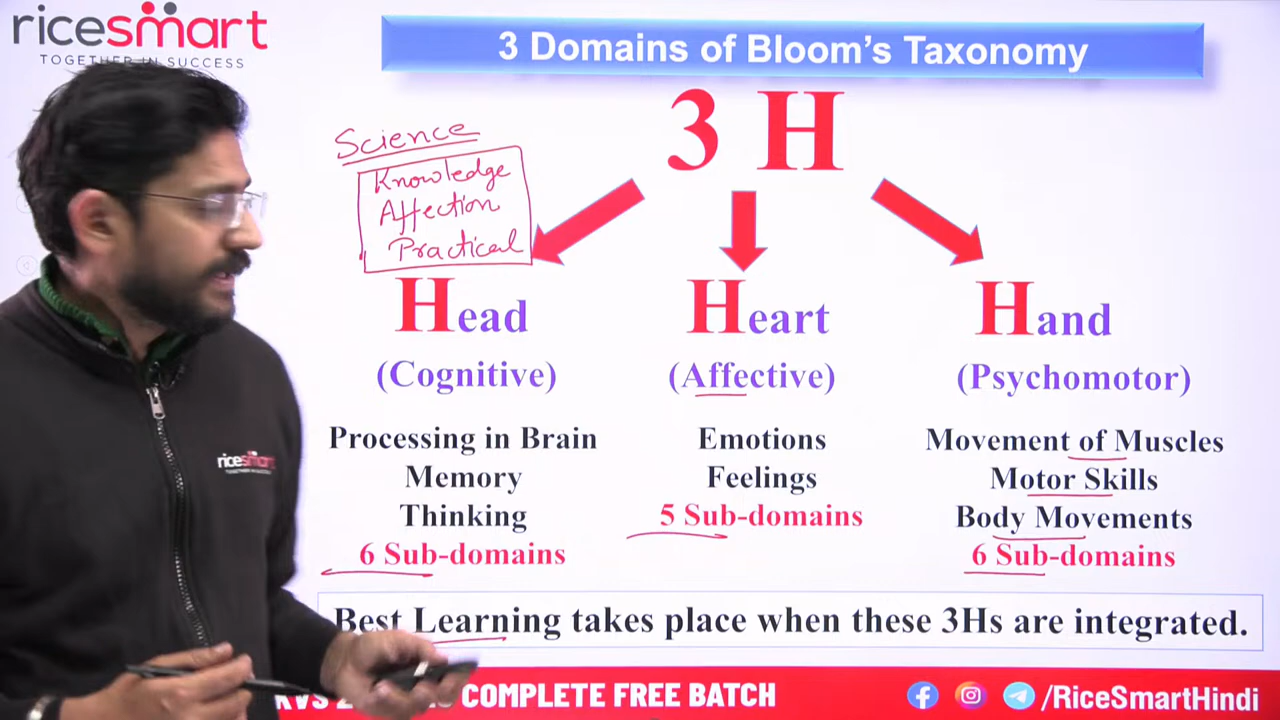 ricesmart
TOGETHER IN SUCCESS
3 Domains of Bloom's Taxonomy
3 H
Science
Knowledge
Affection
Practical
Head
(Cognitive)
Processing in Brain
Memory
Thinking
6 Sub-domains
Heart
(Affective)
Emotions
Feelings
5 Sub-domains
Hand
(Psychomotor)
Movement of Muscles
Motor Skills
Body Movements
6 Sub-domains
ricesmart
Best Learning takes place when these 3Hs are integrated.
COMPLETE FREE BATCH
/RiceSmartHindi